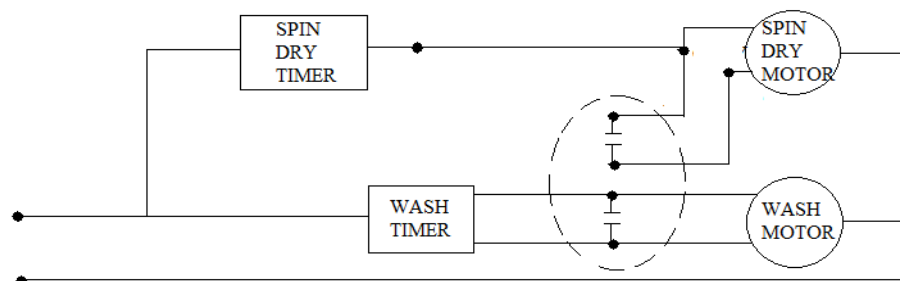 SPIN
DRY
TIMER
SPIN
DRY
MOTOR
WASH
TIMER
WASH
MOTOR